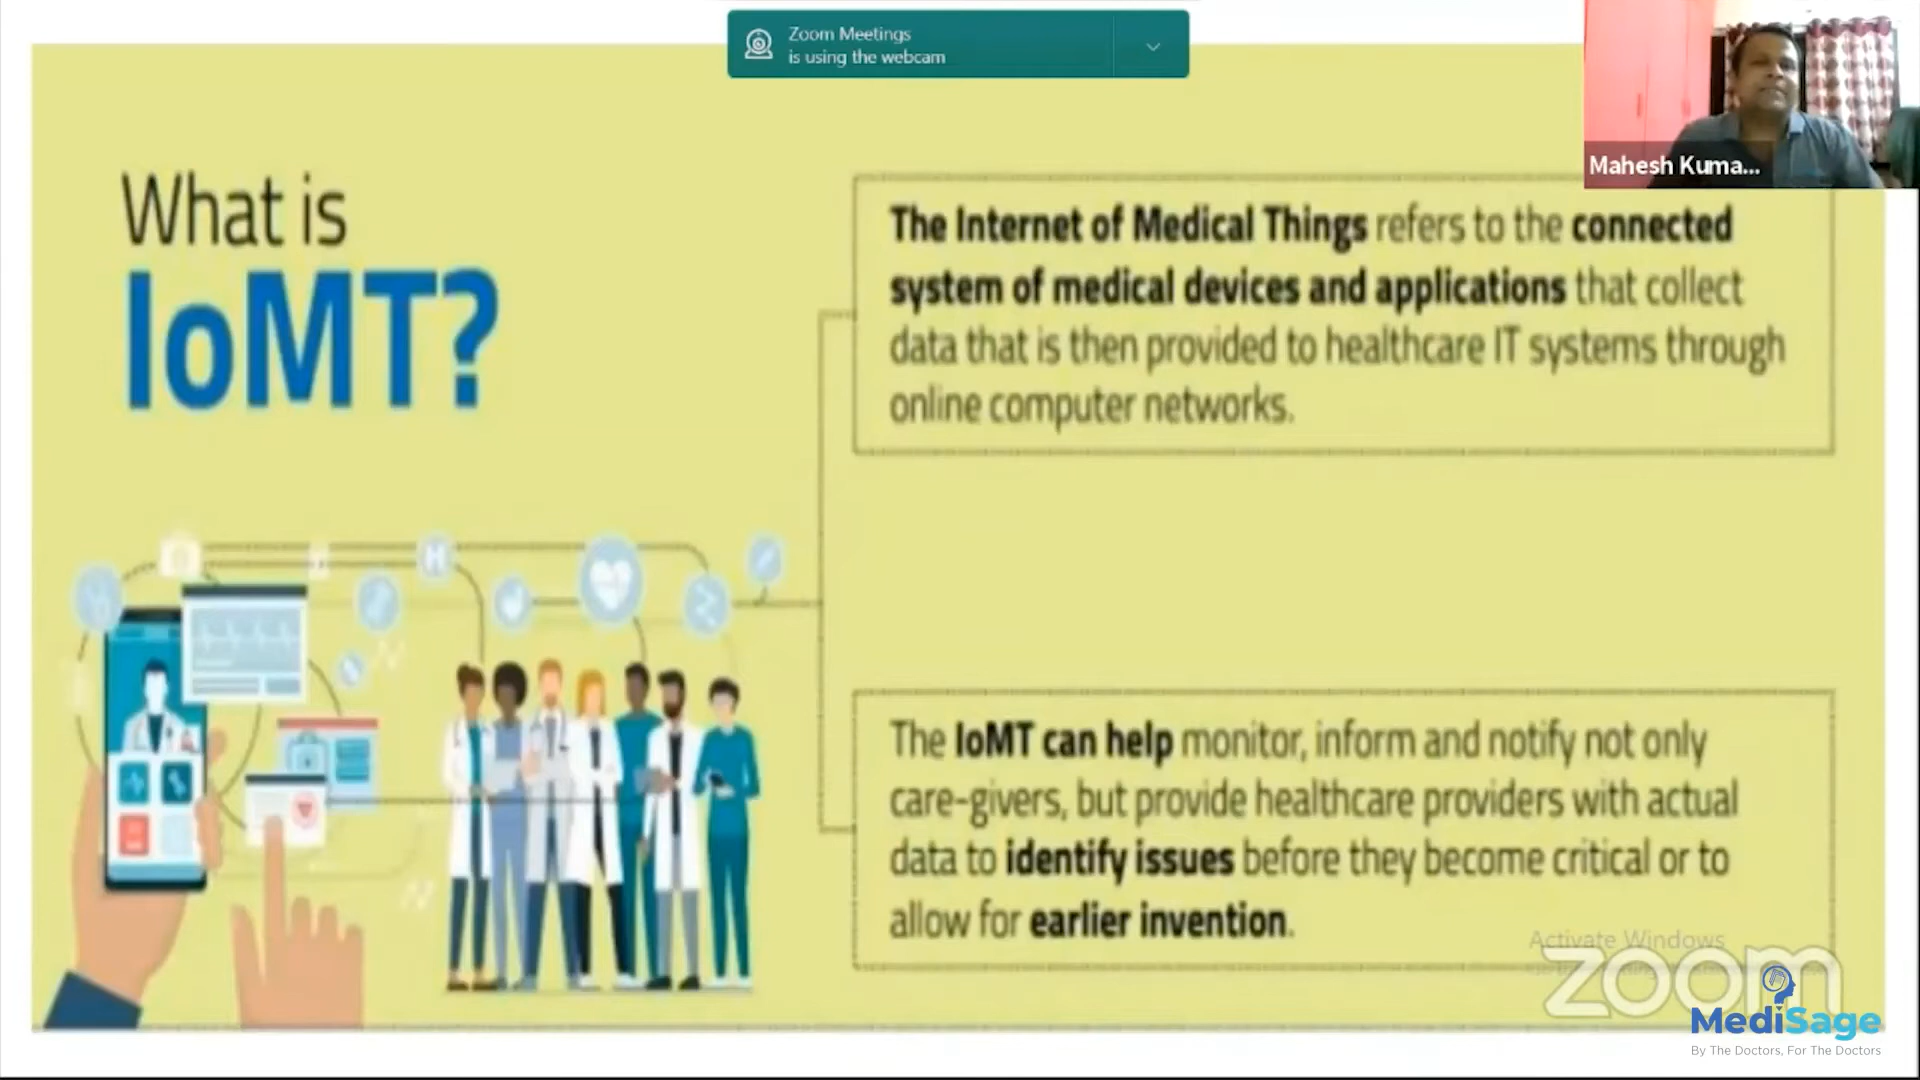 Zoom Meetings
is using the webcam
Mahesh Kuma...
What is
IoMT?
The Internet of Medical Things refers to the connected
system of medical devices and applications that collect
data that is then provided to healthcare IT systems through
online computer networks.
The IoMT can help monitor, inform and notify not only
care-givers, but provide healthcare providers with actual
data to identify issues before they become critical or to
allow for earlier invention.
Activate Windows
zoom
MediSage
By The Doctors, For The Doctors